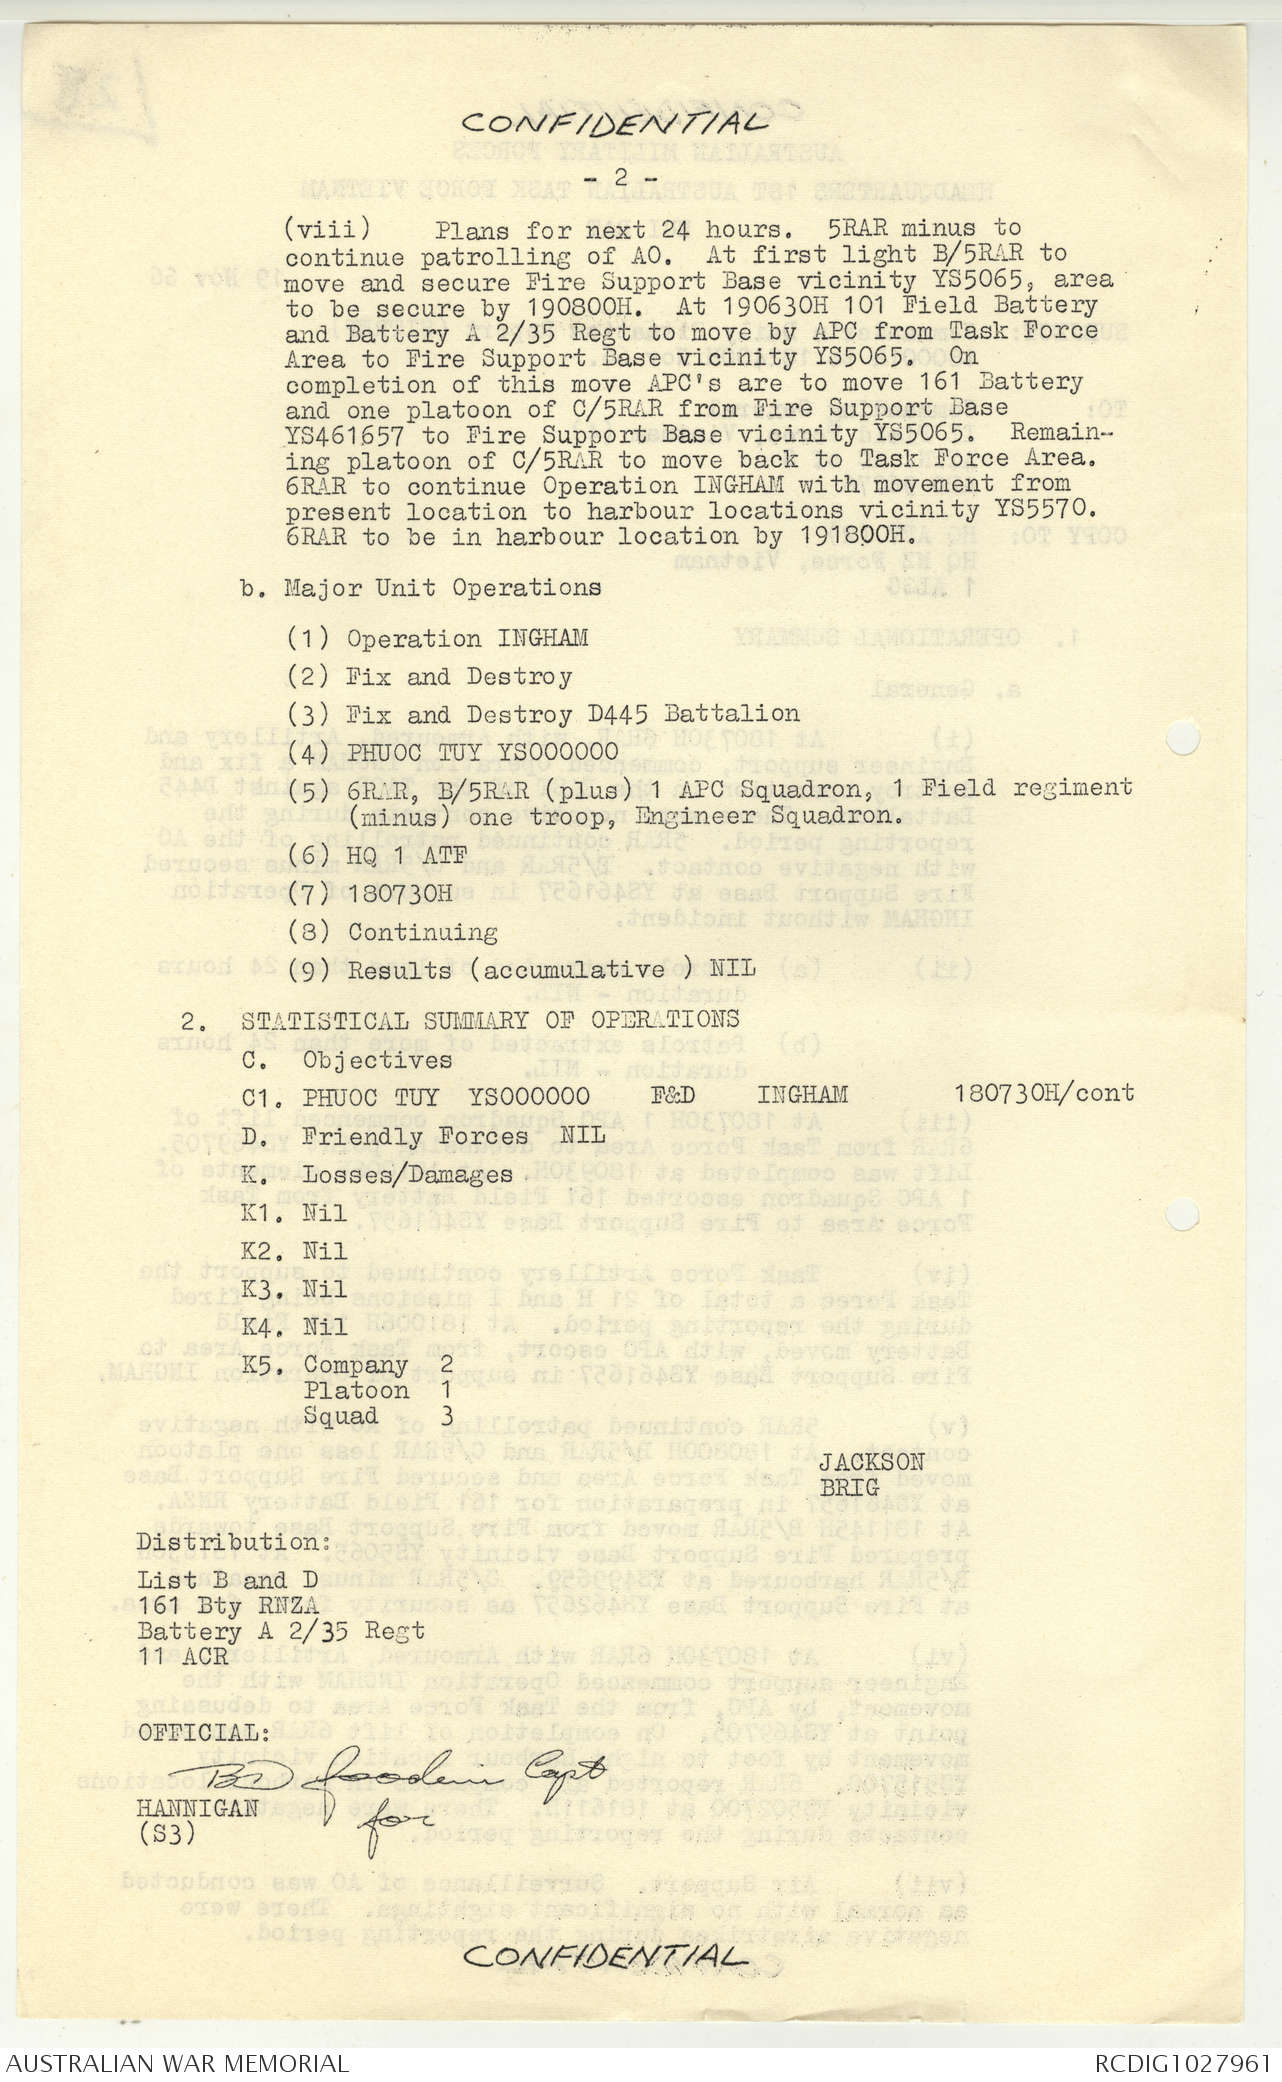 CONFIDENTIAL
- 2 -
(viii) Plans for next 24 hours. 5RAR minus to
continue patrolling of AO. At first light B/5RAR to
move and secure Fire Support Base vicinity YS5065, area
to be secure by 190800H. At 190630H 101 Field Battery
and Battery A 2/35 Regt to move by APC from Task Force
Area to Fire Support Base vicinity YS5065. On
completion of this move APC's are to move 161 Battery
and one platoon of C/5RAR from Fire Support Base
YS461657 to Fire Support Base vicinity YS5065. Remain-
ing platoon of C/5RAR to move back to Task Force Area.
6RAR to continue Operation INGHAM with movement from
present location to harbour locations vicinity YS5570.
6RAR to be in harbour location by 191800H.
b. Major Unit Operations
(1) Operation INGHAM
(2) Fix and Destroy
(3) Fix and Destroy D445 Battalion
(4) PHUOC TUY YS000000
(5) 6RAR, B/5RAR (plus) 1 APC Squadron, 1 Field regiment
(minus) one troop, Engineer Squadron.
(6) HQ 1 ATF
(7) 180730H
(8) Continuing
(9) Results (accumulative ) NIL
2. STATISTICAL SUMMARY OF OPERATIONS
C. Objectives
C1. PHUOC TUY YS000000 F&D INGHAM 180730H/cont
D. Friendly Forces NIL
K. Losses/Damages
K1. Nil
K2. Nil
K3. Nil
K4. Nil
K5. Company 2
Platoon 1
Squad 3
JACKSON
BRIG
Distribution:
List B and D
161 Bty RNZA
Battery A 2/35 Regt
11 ACR
OFFICIAL:
Capt
HANNIGAN for
(S3)
CONFIDENTIAL
AUSTRALIAN WAR MEMORIAL RCDIG1027961